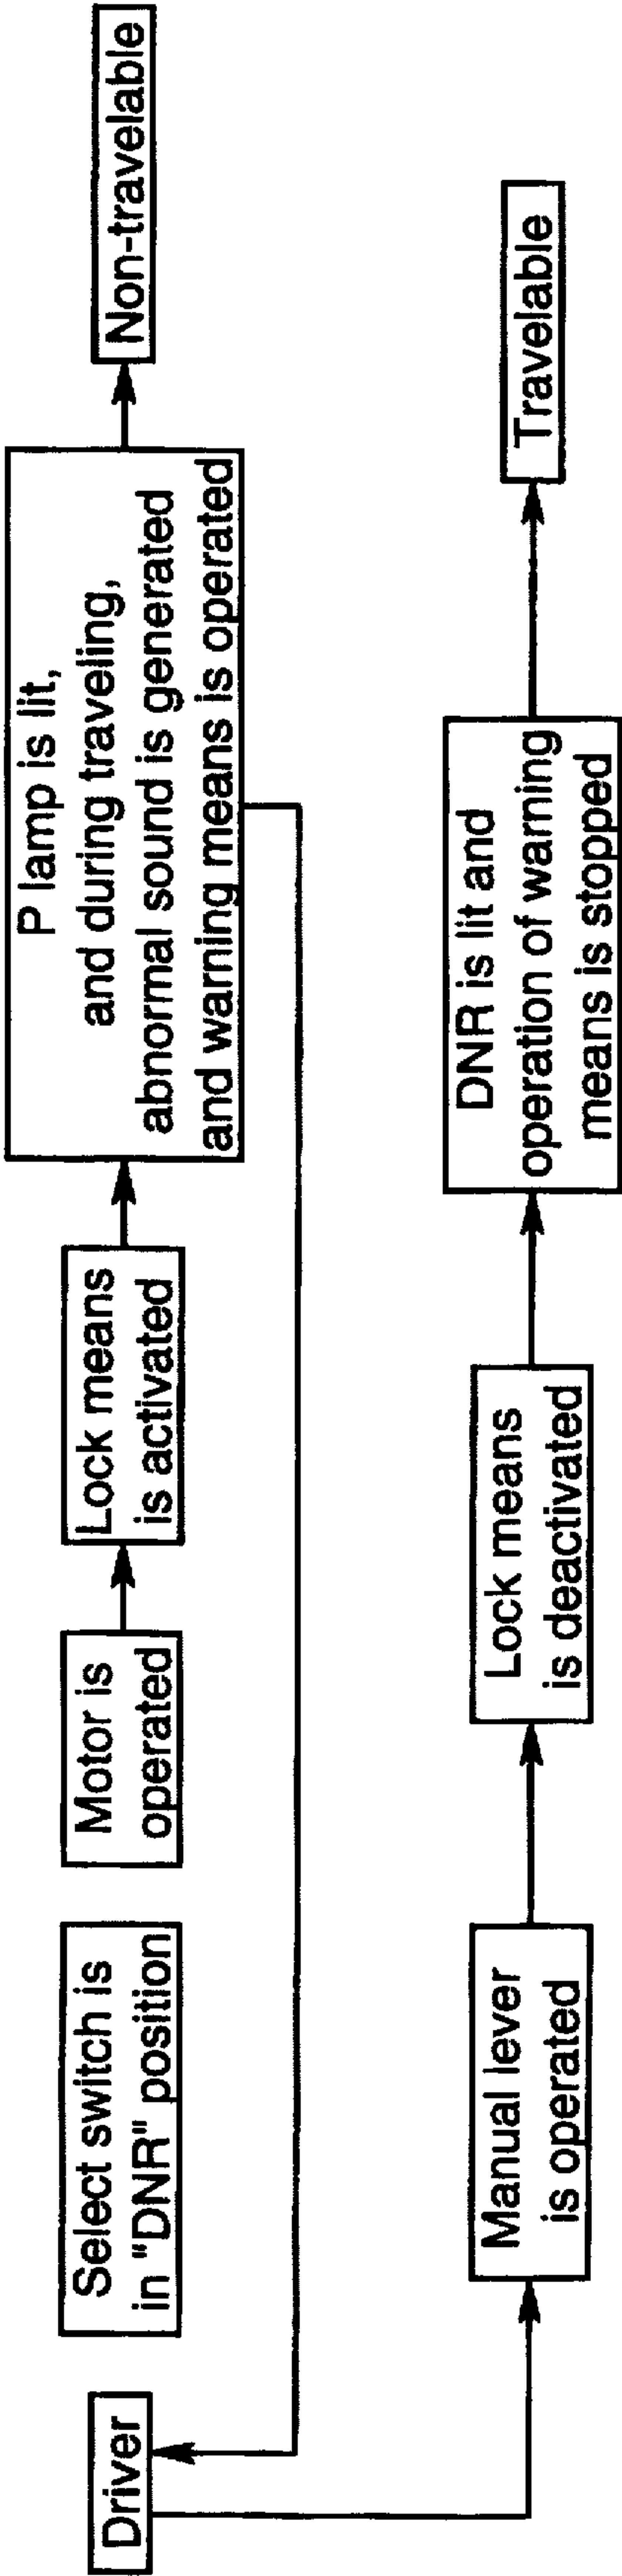 Driver
Select switch is
in "DNR" position
Motor is
operated
Lock means
is activated
P lamp is lit,
and during traveling,
abnormal sound is generated
and warning means is operated
Non-travelable
Manual lever
is operated
Lock means
is deactivated
DNR is lit and
operation of warning
means is stopped
Travelable